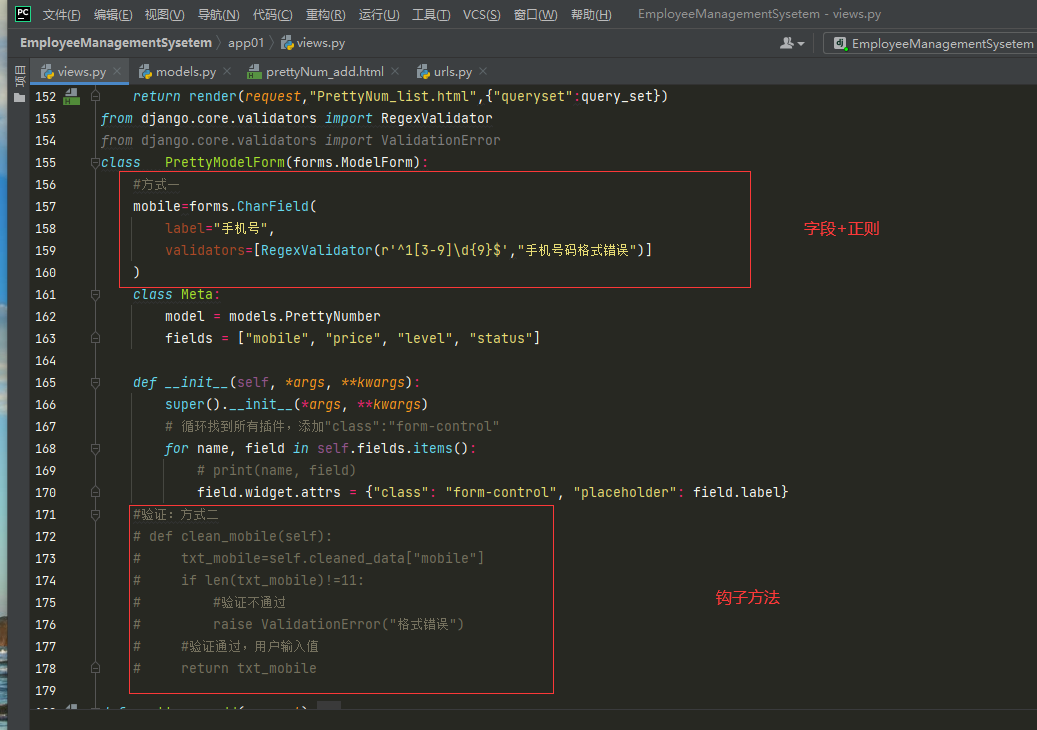 PC 文件(F) 编辑(E) 视图(V) 导航(N) 代码(C) 重构(R) 运行(U) 工具(T) VCS(S) 窗口(W) 帮助(H) EmployeeManagementSysetem - views.py
EmployeeManagementSysetem app01 views.py
dj EmployeeManagementSysetem
项目
views.py models.py prettyNum_add.html urls.py
152 return render(request,"PrettyNum_list.html",{"queryset":query_set})
153 from django.core.validators import RegexValidator
154 from django.core.validators import ValidationError
155 class PrettyModelForm(forms.ModelForm):
156 #方式一
157 mobile=forms.CharField(
158 label="手机号",
159 validators=[RegexValidator(r'^1[3-9]\d{9}$',"手机号码格式错误")]
160 )
字段+正则
161 class Meta:
162 model = models.PrettyNumber
163 fields = ["mobile", "price", "level", "status"]
164
165 def __init__(self, *args, **kwargs):
166 super().__init__(*args, **kwargs)
167 # 循环找到所有插件，添加"class":"form-control"
168 for name, field in self.fields.items():
169 # print(name, field)
170 field.widget.attrs = {"class": "form-control", "placeholder": field.label}
171 #验证：方式二
172 # def clean_mobile(self):
173 # txt_mobile=self.cleaned_data["mobile"]
174 # if len(txt_mobile)!=11:
175 # #验证不通过
176 # raise ValidationError("格式错误")
177 # #验证通过，用户输入值
178 # return txt_mobile
179
钩子方法